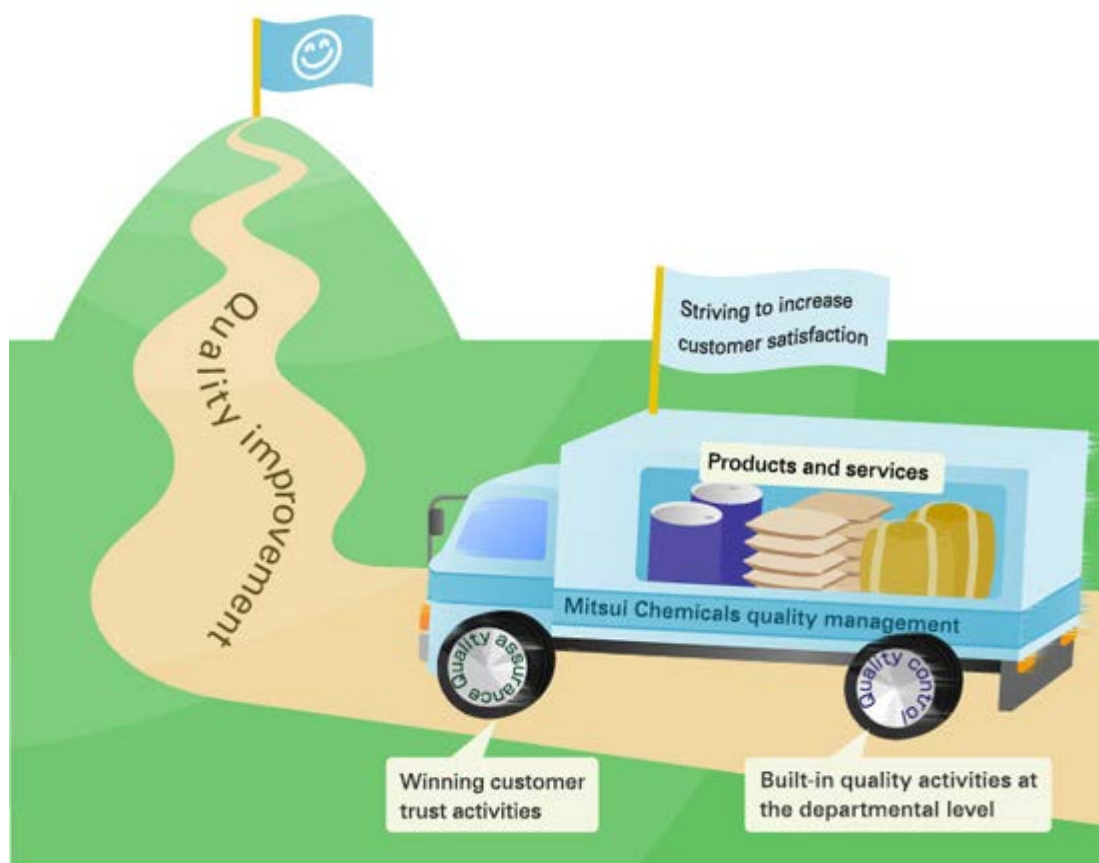 Striving to increase
customer satisfaction
Products and services
Quality improvement
Mitsui Chemicals quality management
Quality assurance
Quality control
Winning customer
trust activities
Built-in quality activities at
the departmental level